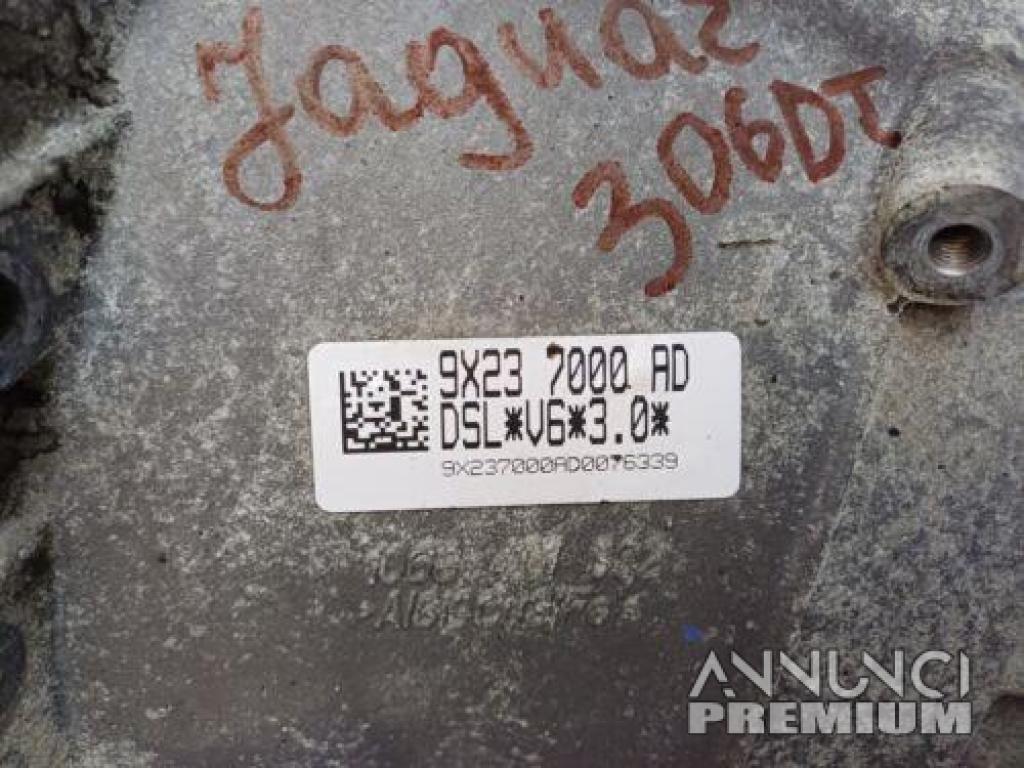 Jaguar
306DT
9X23 7000 AD
DSL*V6*3.0*
9X237000AD0076339
ANNUNCI
PREMIUM